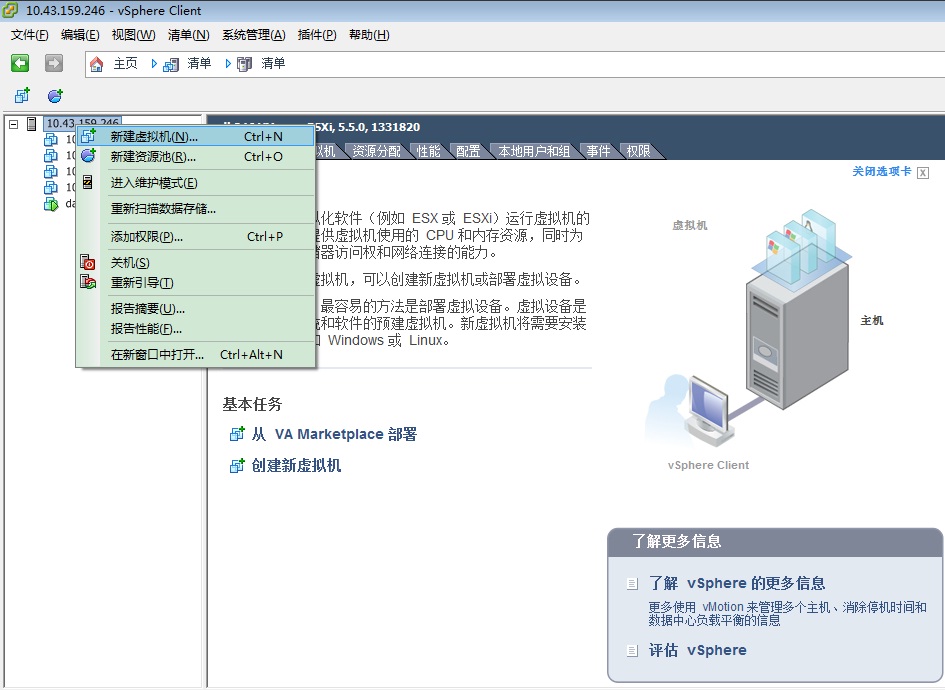 10.43.159.246 - vSphere Client
文件(F) 编辑(E) 视图(V) 清单(N) 系统管理(A) 插件(P) 帮助(H)
主页 清单 清单
10.43.159.246
ESXi, 5.5.0, 1331820
新建虚拟机(N)... Ctrl+N
新建资源池(R)... Ctrl+O
进入维护模式(E)
重新扫描数据存储...
添加权限(P)... Ctrl+P
关机(S)
重新引导(T)
报告摘要(U)...
报告性能(F)...
在新窗口中打开... Ctrl+Alt+N
拟机 资源分配 性能 配置 本地用户和组 事件 权限
关闭选项卡 X
拟化软件（例如 ESX 或 ESXi）运行虚拟机的
提供虚拟机使用的 CPU 和内存资源，同时为
储器访问权和网络连接的能力。
虚拟机，可以创建新虚拟机或部署虚拟设备。
最容易的方法是部署虚拟设备。虚拟设备是
统和软件的预建虚拟机。新虚拟机将需要安装
如 Windows 或 Linux。
基本任务
从 VA Marketplace 部署
创建新虚拟机
虚拟机
主机
vSphere Client
了解更多信息
了解 vSphere 的更多信息
更多使用 vMotion 来管理多个主机、消除停机时间和
数据中心负载平衡的信息
评估 vSphere